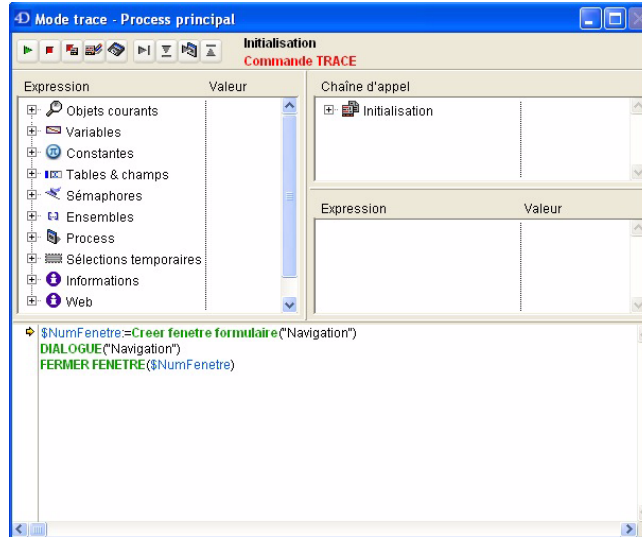 Mode trace - Process principal
Initialisation
Commande TRACE
Expression Valeur
Objets courants
Variables
Constantes
Tables & champs
Sémaphores
Ensembles
Process
Sélections temporaires
Informations
Web
Chaîne d'appel
Initialisation
Expression Valeur
$NumFenetre:=Creer fenetre formulaire("Navigation")
DIALOGUE("Navigation")
FERMER FENETRE($NumFenetre)